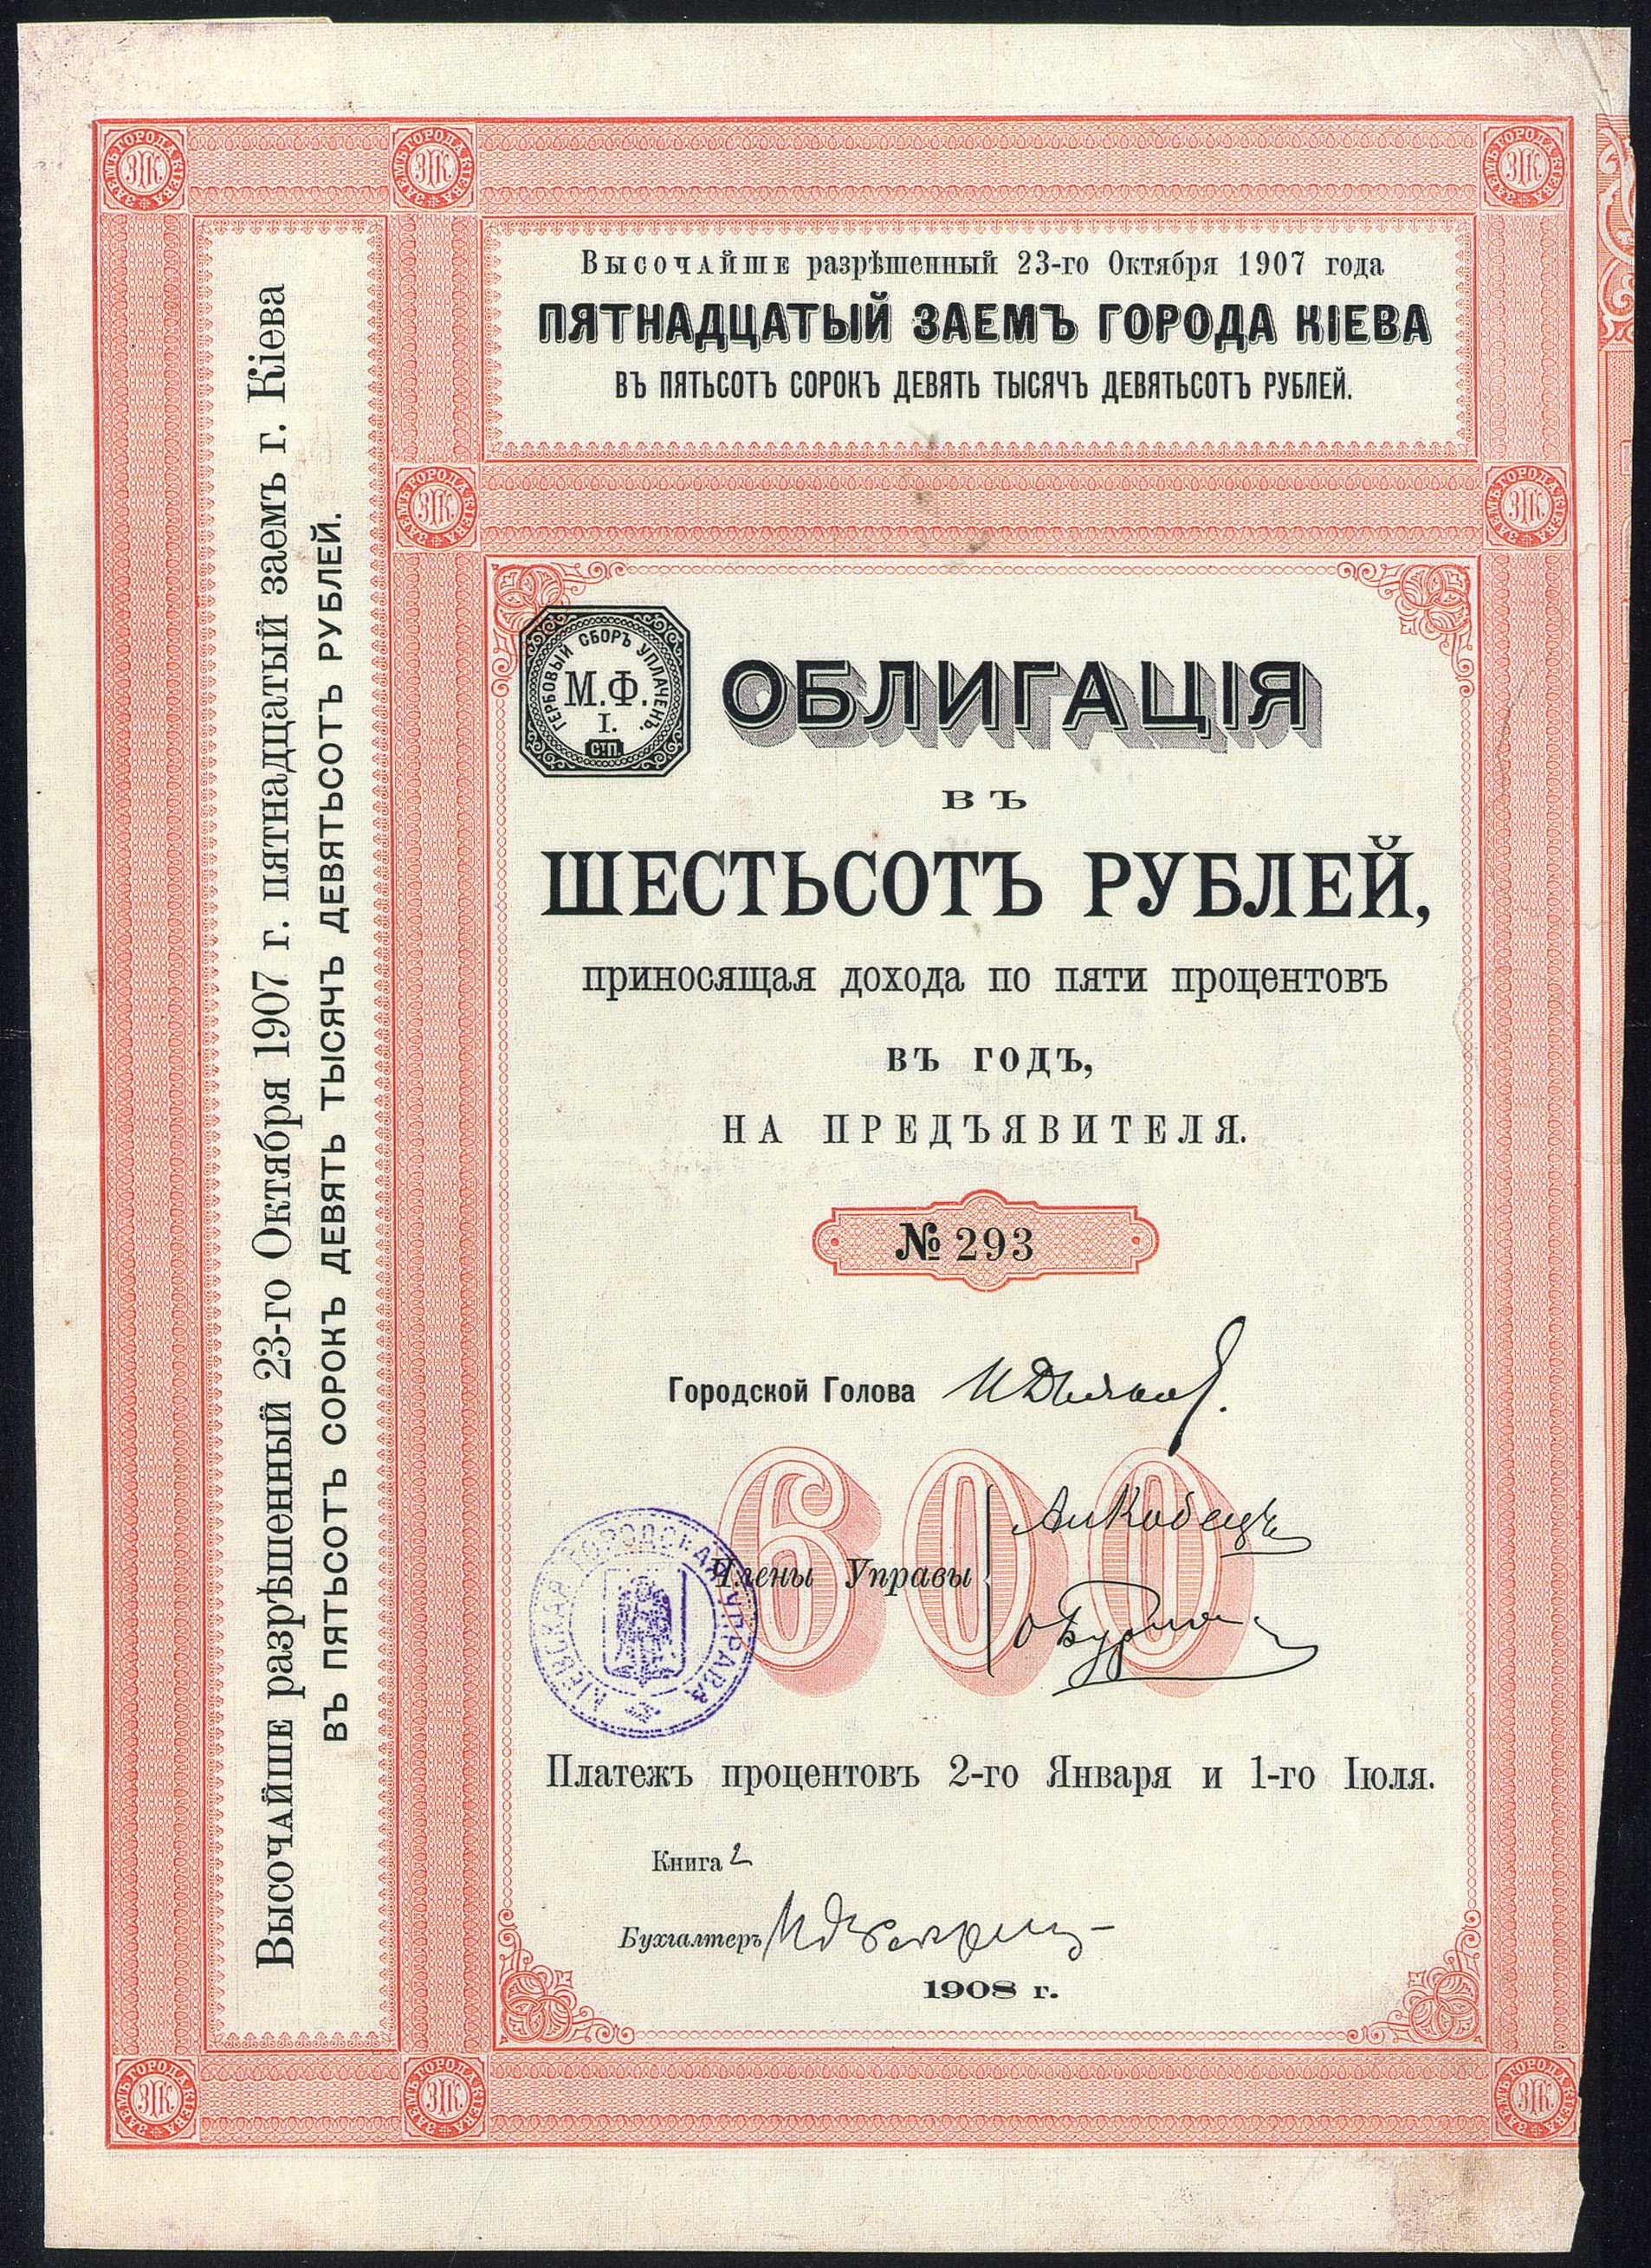 Высочайше разрѣшенный 23-го Октября 1907 г. пятнадцатый заемъ г. Кіева
ВЪ ПЯТЬСОТЪ СОРОКЪ ДЕВЯТЬ ТЫСЯЧЪ ДЕВЯТЬСОТЪ РУБЛЕЙ.
ВЫСОЧАЙШЕ разрѣшенный 23-го Октября 1907 года
ПЯТНАДЦАТЫЙ ЗАЕМЪ ГОРОДА КІЕВА
ВЪ ПЯТЬСОТЪ СОРОКЪ ДЕВЯТЬ ТЫСЯЧЪ ДЕВЯТЬСОТЪ РУБЛЕЙ.
ГЕРБОВЫЙ СБОРЪ УПЛАЧЕНЪ.
М.Ф.
I.
С.П.
ОБЛИГАЦІЯ
ВЪ
ШЕСТЬСОТЪ РУБЛЕЙ,
приносящая дохода по пяти процентовъ
въ годъ,
НА ПРЕДЪЯВИТЕЛЯ.
№ 293
Городской Голова
600
Члены Управы
КІЕВСКАЯ ГОРОДСКАЯ УПРАВА
Платежъ процентовъ 2-го Января и 1-го Іюля.
Книга 2
Бухгалтеръ
1908 г.